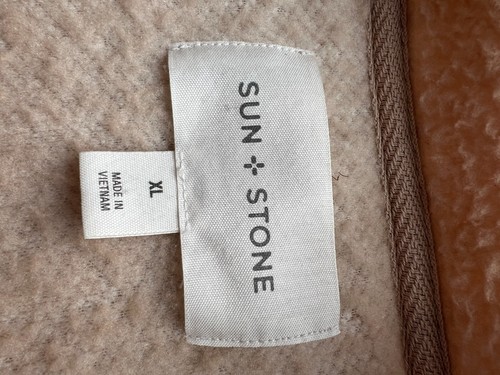 SUN + STONE
XL
MADE IN
VIETNAM